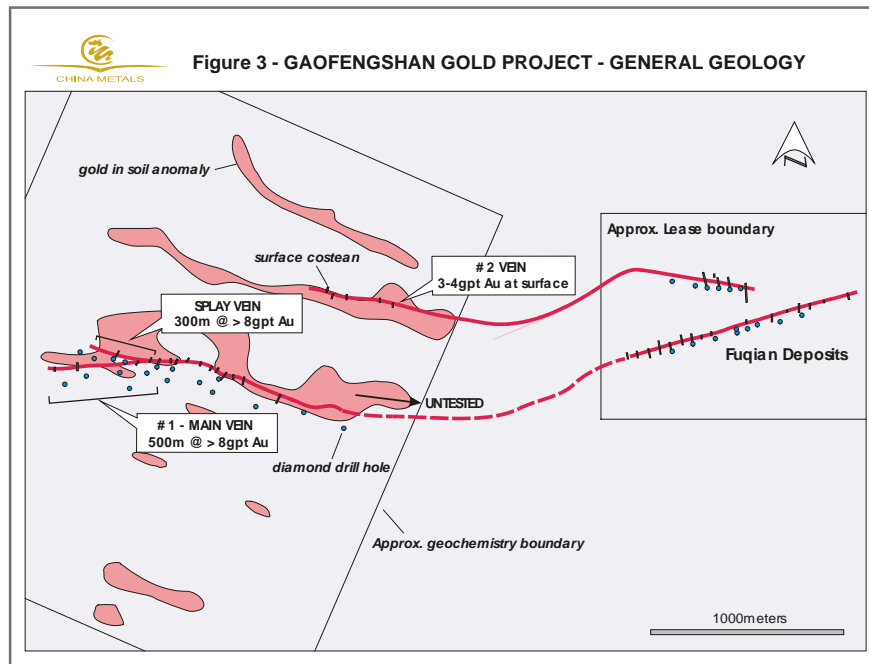 CHINA METALS
Figure 3 - GAOFENGSHAN GOLD PROJECT - GENERAL GEOLOGY
gold in soil anomaly
N
Approx. Lease boundary
surface costean
# 2 VEIN
3-4gpt Au at surface
SPLAY VEIN
300m @ > 8gpt Au
Fuqian Deposits
UNTESTED
# 1 - MAIN VEIN
500m @ > 8gpt Au
diamond drill hole
Approx. geochemistry boundary
1000meters